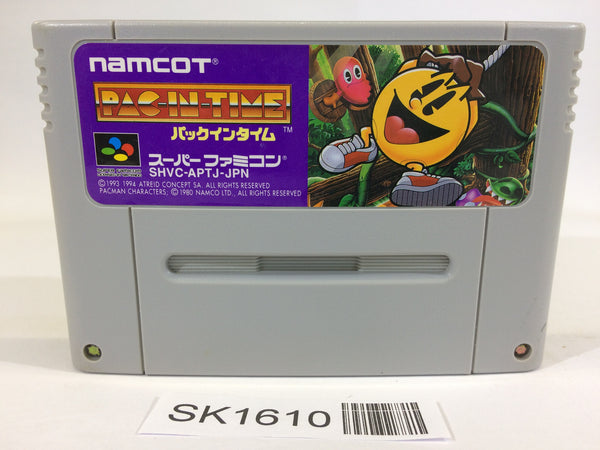 namcot®
PAC-IN-TIME
™
パックインタイム
スーパーファミコン®
SHVC-APTJ-JPN
©1993 1994 ATREID CONCEPT SA. ALL RIGHTS RESERVED
PACMAN CHARACTERS, ©1980 NAMCO LTD., ALL RIGHTS RESERVED
SK1610